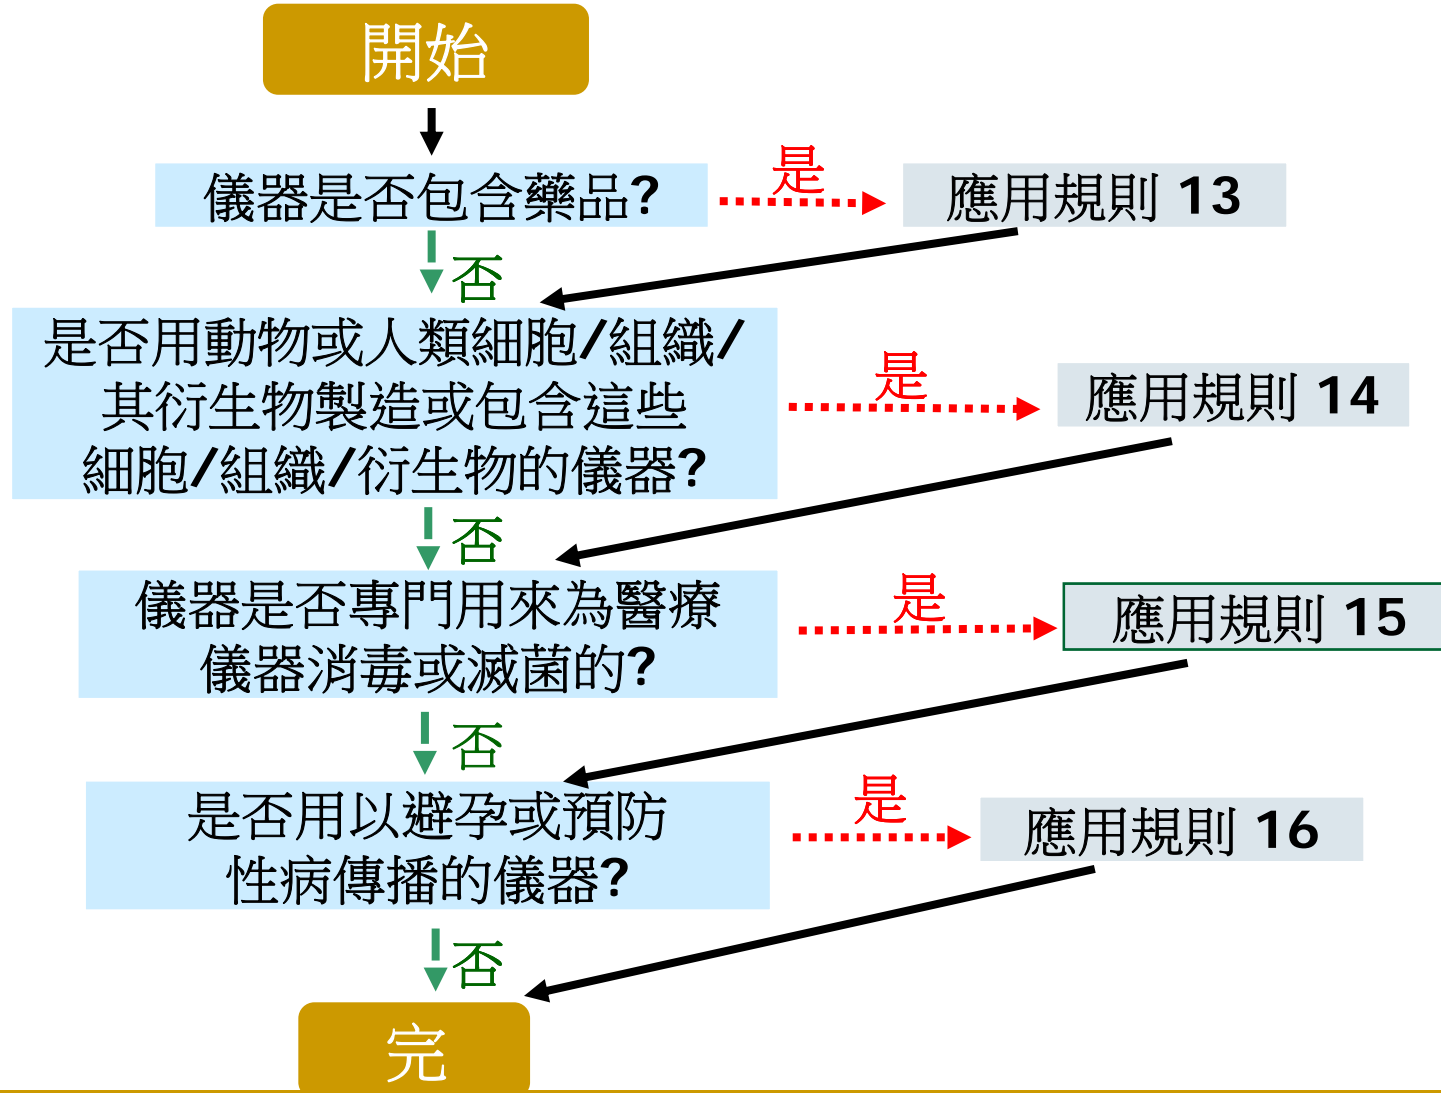 開始
儀器是否包含藥品?
是
應用規則 13
否
是否用動物或人類細胞/組織/
其衍生物製造或包含這些
細胞/組織/衍生物的儀器?
是
應用規則 14
否
儀器是否專門用來為醫療
儀器消毒或滅菌的?
是
應用規則 15
否
是否用以避孕或預防
性病傳播的儀器?
是
應用規則 16
否
完